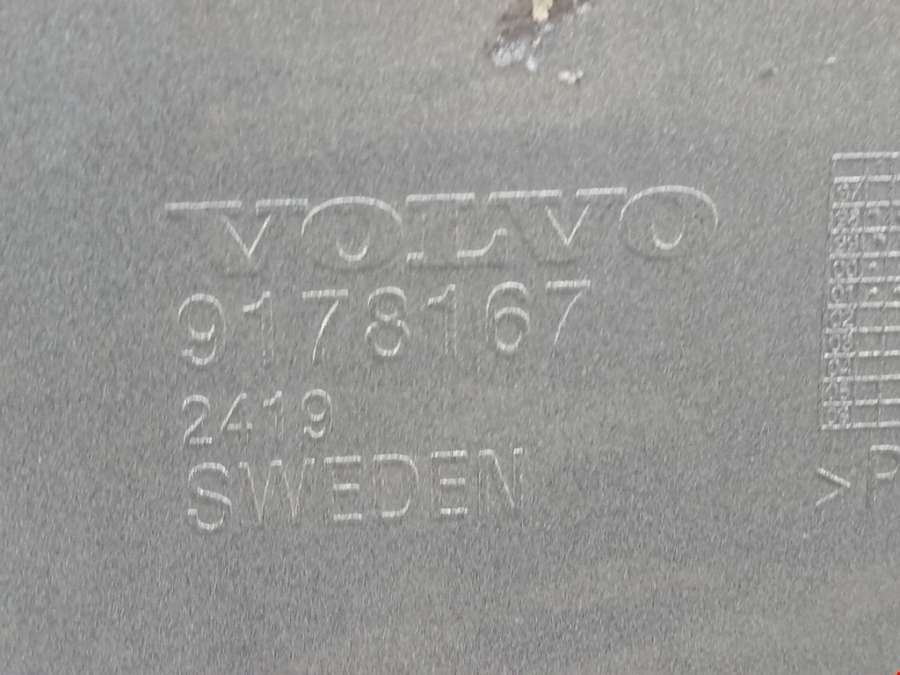 VOLVO
9178167
2419
SWEDEN
>P